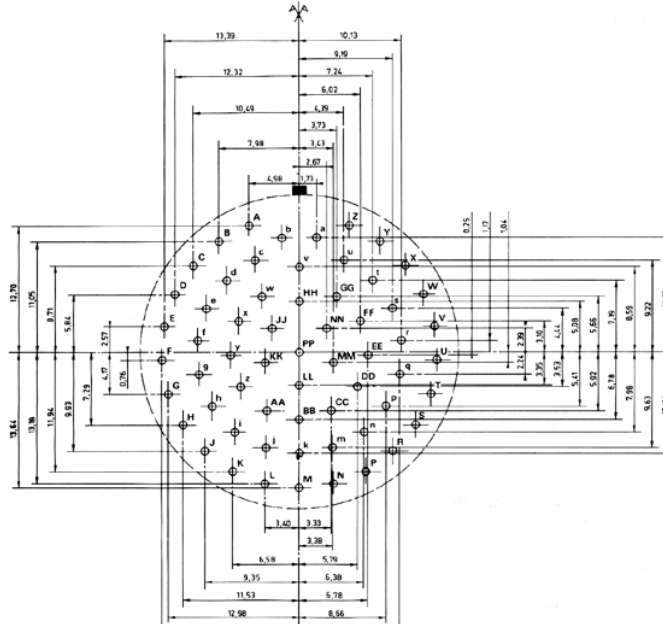 13,39
10,13
9,19
12,32
7,24
6,02
10,49
4,39
3,73
7,98
3,43
2,67
4,98
1,73
0,25
1,17
1,04
A
Z
b
a
B
Y
c
u
C
v
X
d
t
D
w
GG
W
HH
e
s
x
JJ
NN
FF
E
V
f
r
PP
F
y
KK
MM
EE
U
g
LL
q
G
z
DD
T
h
AA
BB
CC
P
H
S
i
n
J
j
k
m
R
K
L
M
N
P
12,70
11,05
8,71
5,84
2,57
4,17
0,76
7,29
9,93
11,94
13,18
13,64
2,39
3,10
4,44
5,08
5,66
7,19
8,59
9,22
2,24
3,35
3,53
5,41
5,92
6,78
7,98
9,63
3,40
3,33
3,38
6,58
5,79
9,35
6,38
11,53
6,78
12,98
8,66